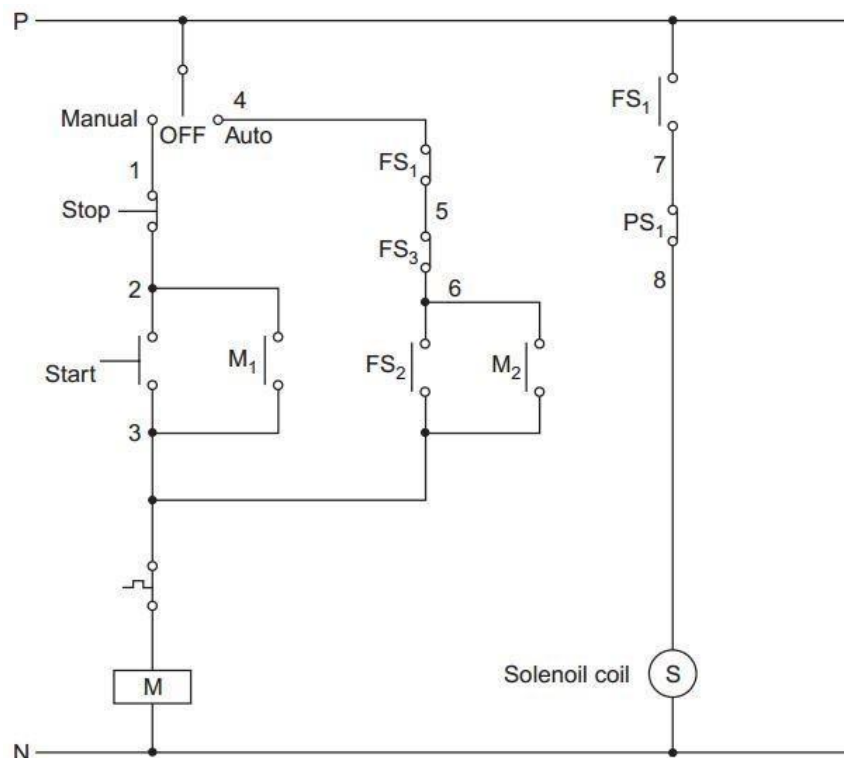 P
4
Manual
OFF
Auto
FS1
1
FS1
7
Stop
5
PS1
FS3
8
2
6
M1
FS2
M2
Start
3
Solenoil coil
S
M
N